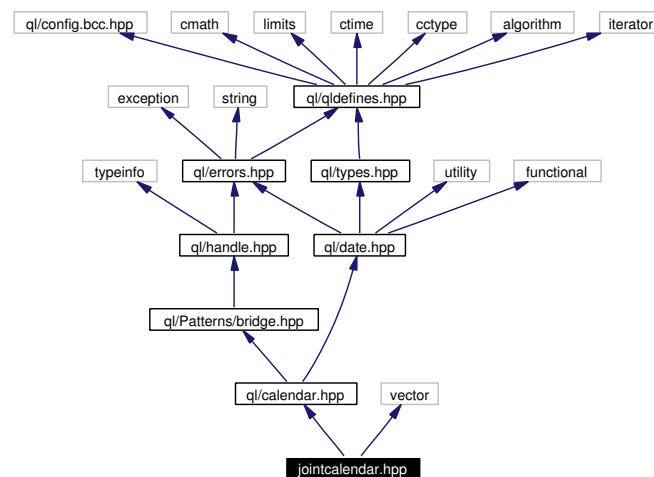 ql/config.bcc.hpp cmath limits ctime cctype algorithm iterator
exception string ql/qldefines.hpp
typeinfo ql/errors.hpp ql/types.hpp utility functional
ql/handle.hpp ql/date.hpp
ql/Patterns/bridge.hpp
ql/calendar.hpp vector
jointcalendar.hpp